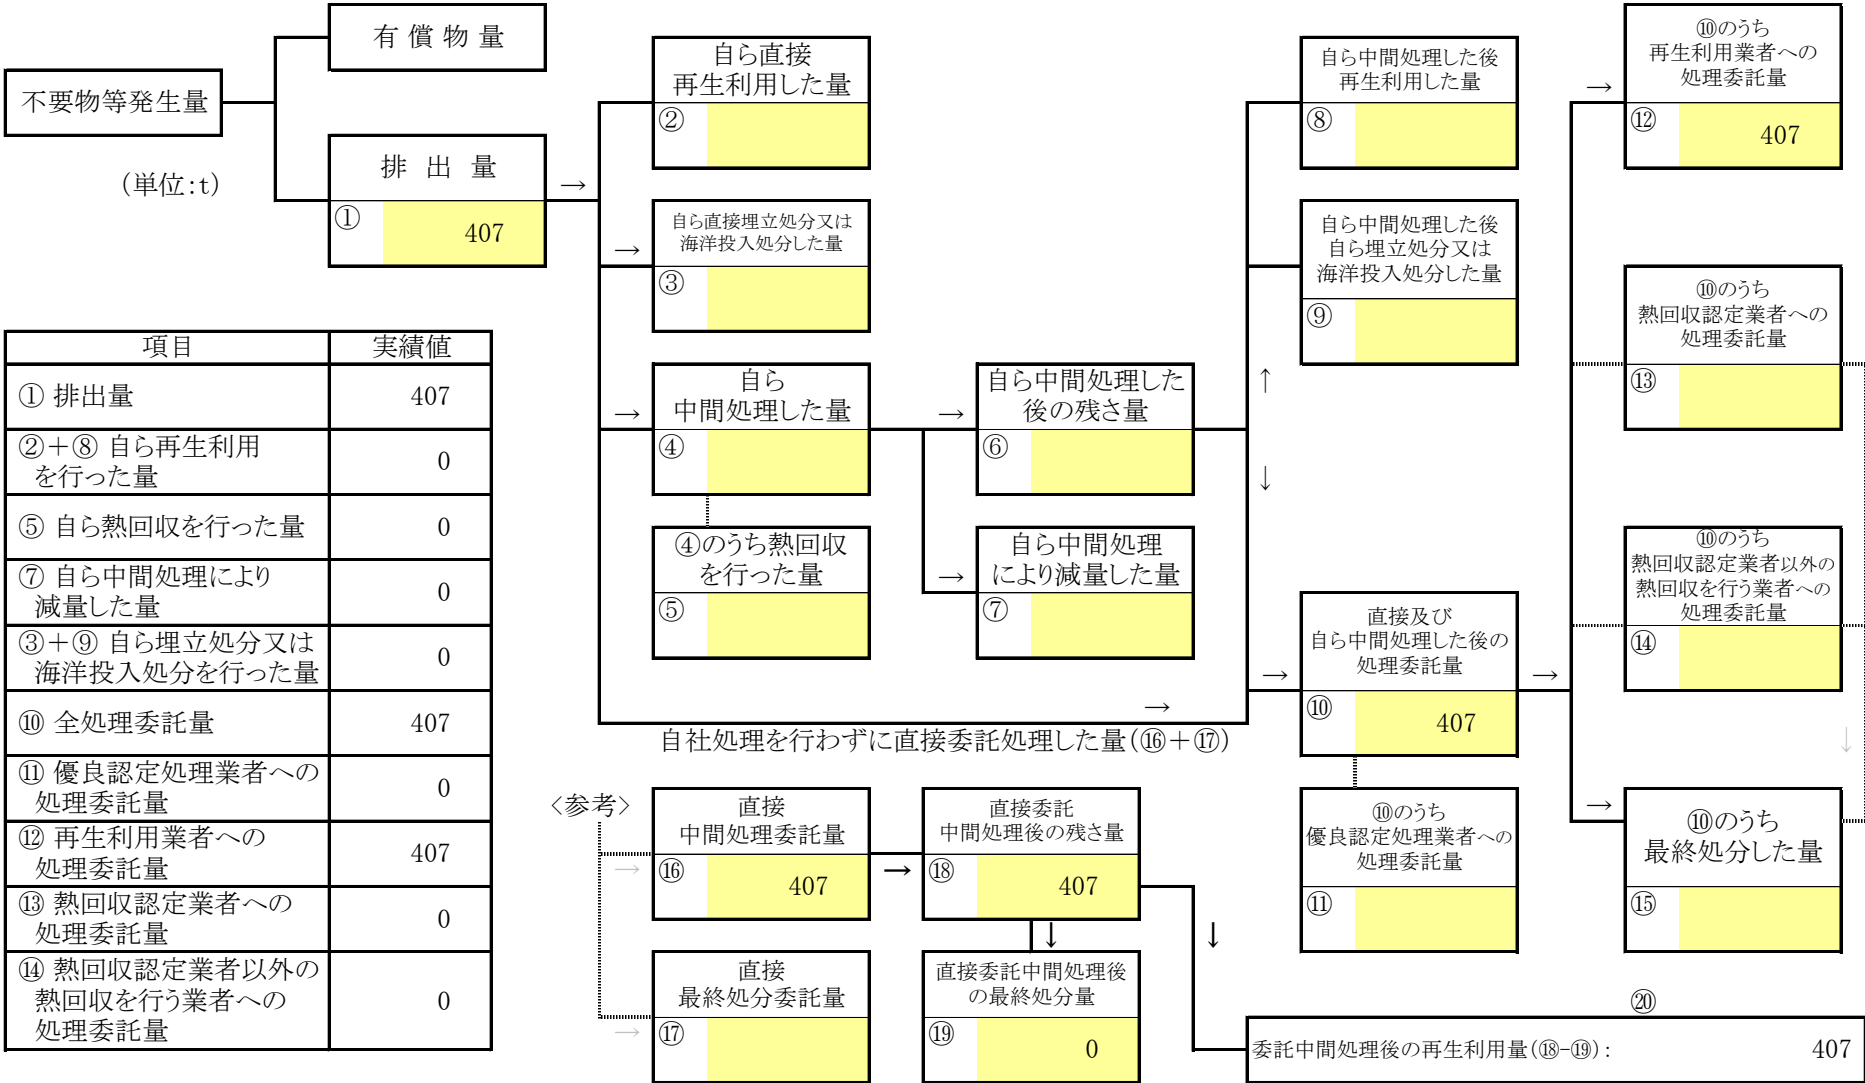 不要物等発生量
(単位:t)
有 償 物 量
排 出 量
①
407
→
自ら直接
再生利用した量
②
→
自ら直接埋立処分又は
海洋投入処分した量
③
→
自ら
中間処理した量
④
④のうち熱回収
を行った量
⑤
→
自ら中間処理した
後の残さ量
⑥
→
自ら中間処理
により減量した量
⑦
↑
↓
自ら中間処理した後
再生利用した量
⑧
自ら中間処理した後
自ら埋立処分又は
海洋投入処分した量
⑨
→
自社処理を行わずに直接委託処理した量(⑯+⑰)
→
直接及び
自ら中間処理した後の
処理委託量
⑩
407
→
⑩のうち
優良認定処理業者への
処理委託量
⑪
→
⑩のうち
再生利用業者への
処理委託量
⑫
407
⑩のうち
熱回収認定業者への
処理委託量
⑬
⑩のうち
熱回収認定業者以外の
熱回収を行う業者への
処理委託量
⑭
↓
→
⑩のうち
最終処分した量
⑮
項目 実績値
① 排出量 407
②+⑧ 自ら再生利用
を行った量 0
⑤ 自ら熱回収を行った量 0
⑦ 自ら中間処理により
減量した量 0
③+⑨ 自ら埋立処分又は
海洋投入処分を行った量 0
⑩ 全処理委託量 407
⑪ 優良認定処理業者への
処理委託量 0
⑫ 再生利用業者への
処理委託量 407
⑬ 熱回収認定業者への
処理委託量 0
⑭ 熱回収認定業者以外の
熱回収を行う業者への
処理委託量 0
<参考>
→
直接
中間処理委託量
⑯
407
→
直接委託
中間処理後の残さ量
⑱
407
↓
↓
→
直接
最終処分委託量
⑰
直接委託中間処理後
の最終処分量
⑲
0
⑳
委託中間処理後の再生利用量(⑱-⑲): 407